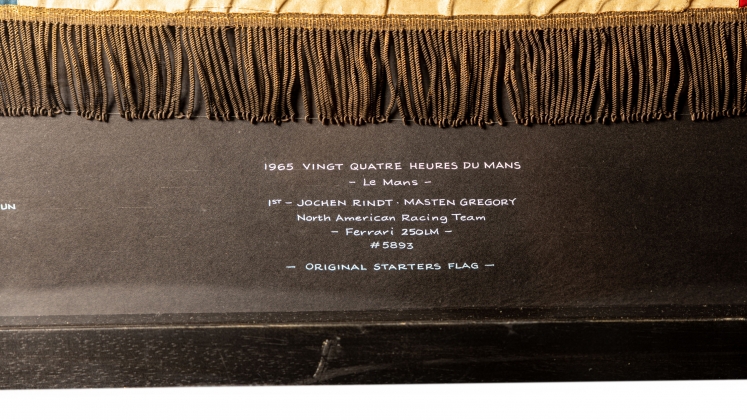 1965 VINGT QUATRE HEURES DU MANS
– Le Mans –
1ST – JOCHEN RINDT · MASTEN GREGORY
UN
North American Racing Team
– Ferrari 250LM –
#5893
– ORIGINAL STARTERS FLAG –